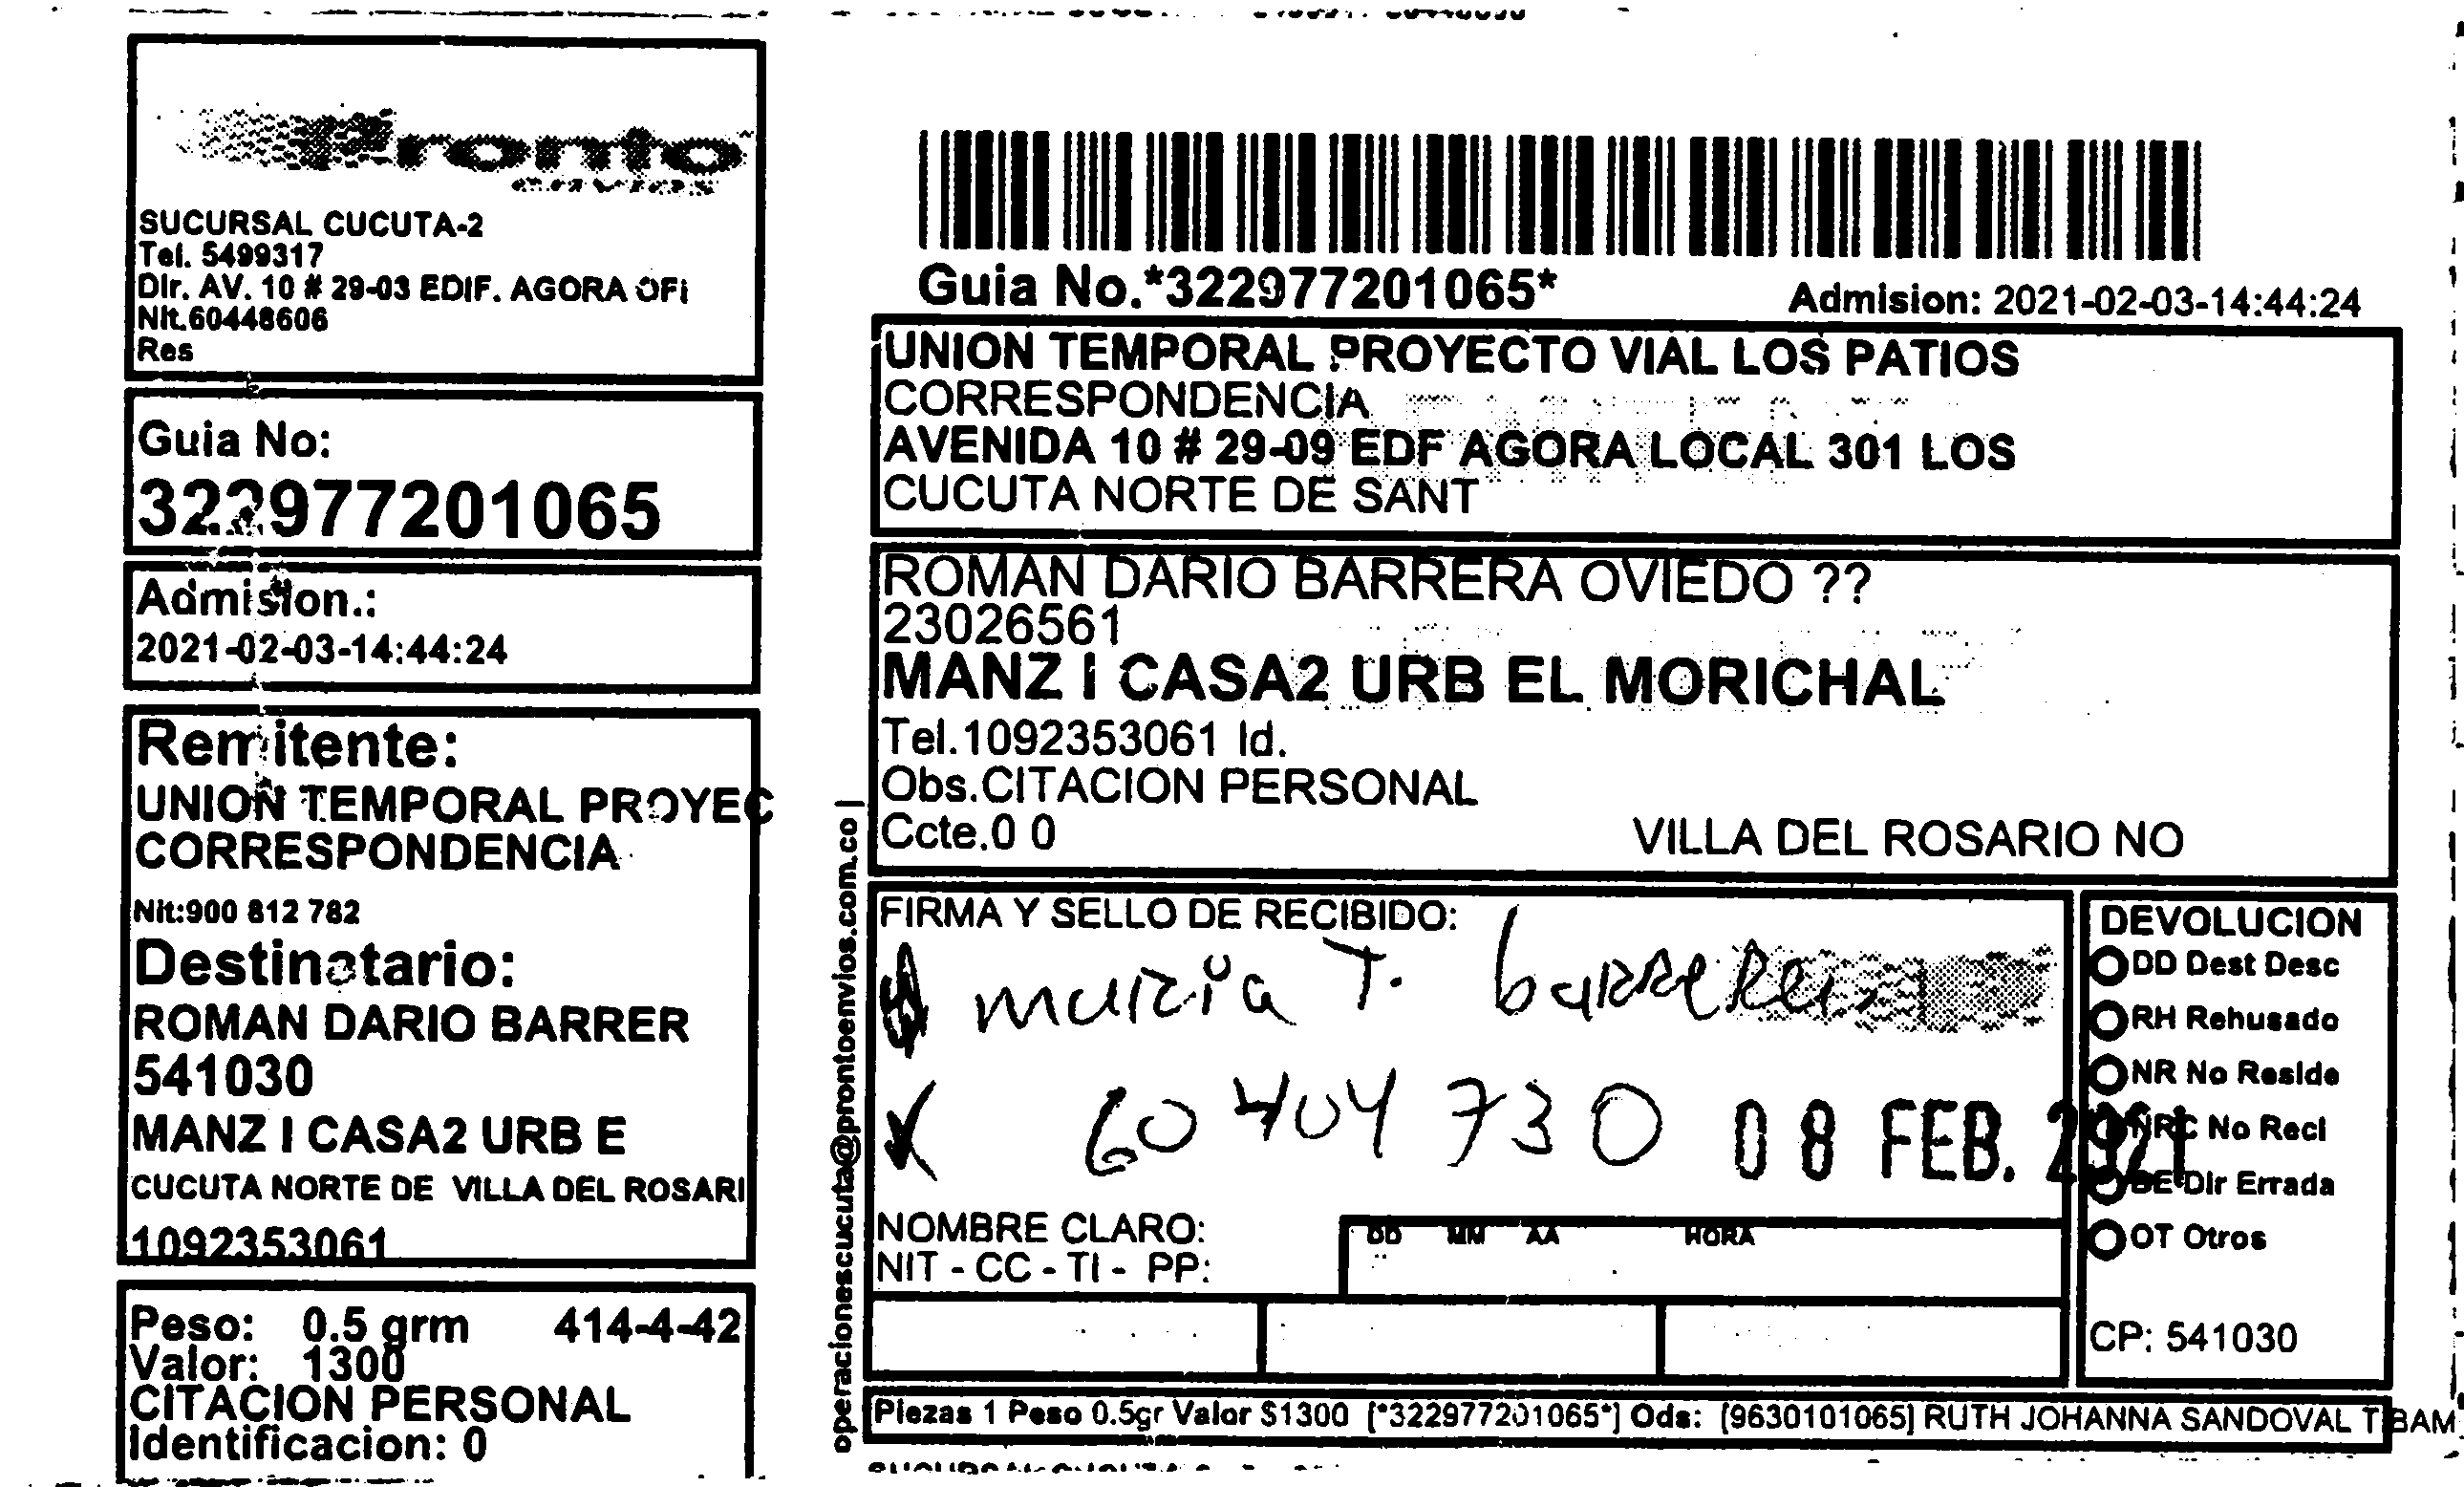 Pronto
envios
SUCURSAL CUCUTA-2
Tel. 5499317
Dir. AV. 10 # 29-03 EDIF. AGORA OFI
Nit.60448606
Res
Guia No:
322977201065
Admision.:
2021-02-03-14:44:24
Remitente:
UNION TEMPORAL PROYEC
CORRESPONDENCIA
Nit:900 812 782
Destinatario:
ROMAN DARIO BARRER
541030
MANZ I CASA2 URB E
CUCUTA NORTE DE VILLA DEL ROSARI
1092353061
Peso: 0.5 grm 414-4-42
Valor: 1300
CITACION PERSONAL
Identificacion: 0
operacionescucuta@prontoenvios.com.co |
Guia No.*322977201065*
Admision: 2021-02-03-14:44:24
UNION TEMPORAL PROYECTO VIAL LOS PATIOS
CORRESPONDENCIA
AVENIDA 10 # 29-09 EDF AGORA LOCAL 301 LOS
CUCUTA NORTE DE SANT
ROMAN DARIO BARRERA OVIEDO ??
23026561
MANZ I CASA2 URB EL MORICHAL
Tel.1092353061 Id.
Obs.CITACION PERSONAL
Ccte.0 0 VILLA DEL ROSARIO NO
FIRMA Y SELLO DE RECIBIDO:
maria T.
60404730
08 FEB. 2021
NOMBRE CLARO:
NIT - CC - TI - PP:
DD MM AA HORA
DEVOLUCION
DD Dest Desc
RH Rehusado
NR No Reside
NRC No Recl
DE Dir Errada
OT Otros
CP: 541030
Piezas 1 Peso 0.5gr Valor $1300 [*322977201065*] Ods: [9630101065] RUTH JOHANNA SANDOVAL TIBAM